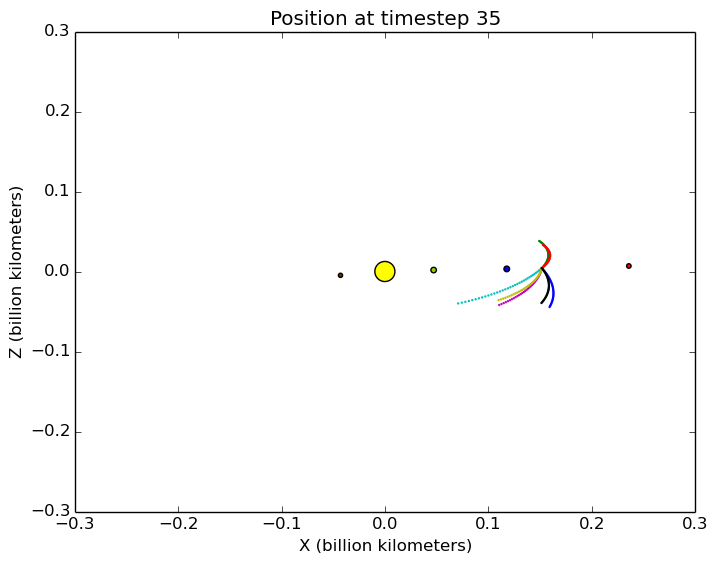 Position at timestep 35
0.3
0.2
0.1
0.0
−0.1
−0.2
−0.3
Z (billion kilometers)
−0.3 −0.2 −0.1 0.0 0.1 0.2 0.3
X (billion kilometers)